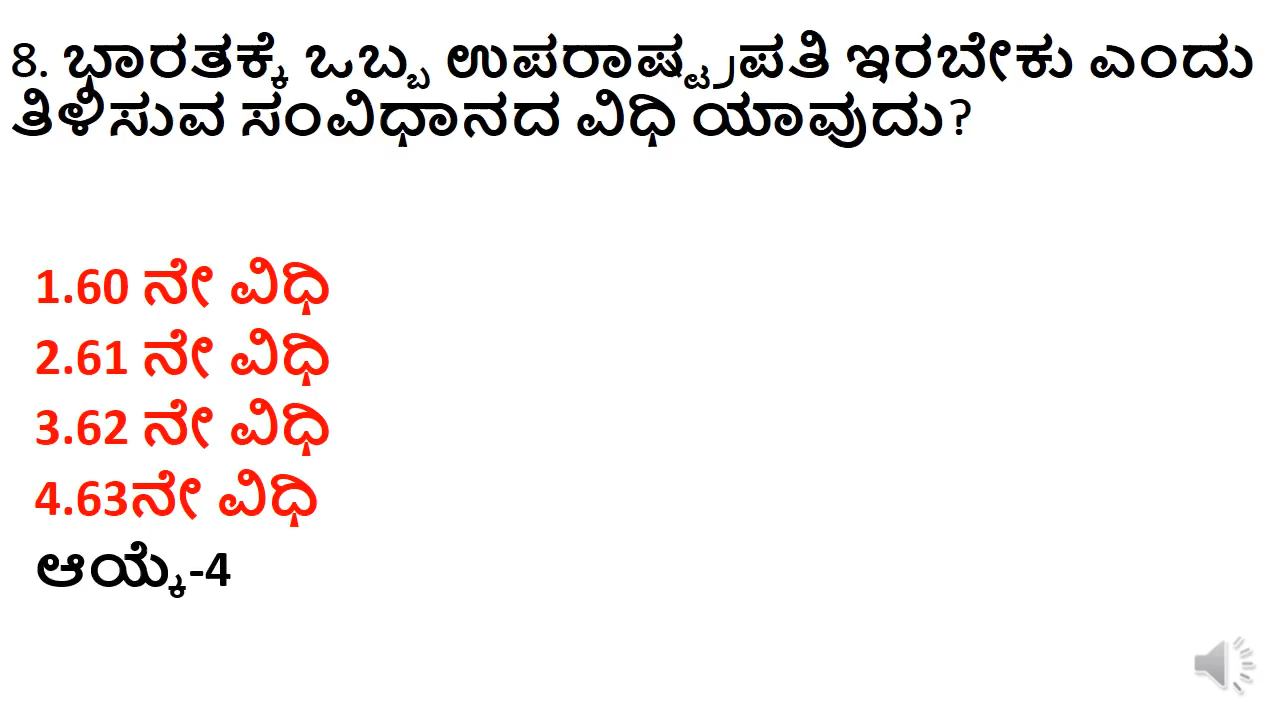 8. ಭಾರತಕ್ಕೆ ಒಬ್ಬ ಉಪರಾಷ್ಟ್ರಪತಿ ಇರಬೇಕು ಎಂದು
ತಿಳಿಸುವ ಸಂವಿಧಾನದ ವಿಧಿ ಯಾವುದು?
1.60 ನೇ ವಿಧಿ
2.61 ನೇ ವಿಧಿ
3.62 ನೇ ವಿಧಿ
4.63ನೇ ವಿಧಿ
ಆಯ್ಕೆ-4